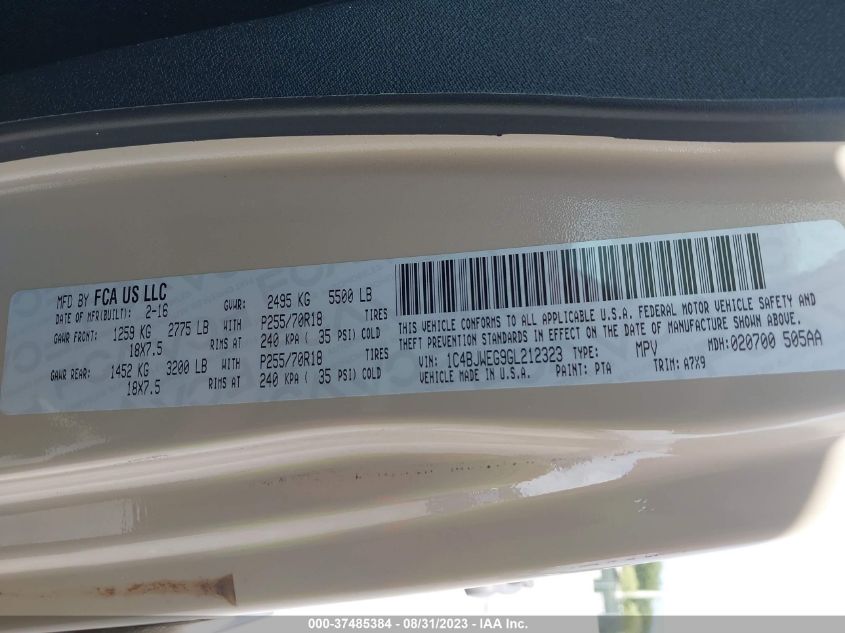 MFD BY FCA US LLC
DATE OF MFR(BUILT): 2-16 GVWR: 2495 KG 5500 LB
GAWR FRONT: 1259 KG 2775 LB WITH P255/70R18 TIRES
18X7.5 RIMS AT 240 KPA ( 35 PSI) COLD
GAWR REAR: 1452 KG 3200 LB WITH P255/70R18 TIRES
18X7.5 RIMS AT 240 KPA ( 35 PSI) COLD
THIS VEHICLE CONFORMS TO ALL APPLICABLE U.S.A. FEDERAL MOTOR VEHICLE SAFETY AND
THEFT PREVENTION STANDARDS IN EFFECT ON THE DATE OF MANUFACTURE SHOWN ABOVE.
VIN: 1C4BJWEG9GL212323 TYPE: MPV MDH: 020700 505AA
VEHICLE MADE IN U.S.A. PAINT: PTA TRIM: A7X9
000-37485384 - 08/31/2023 - IAA Inc.